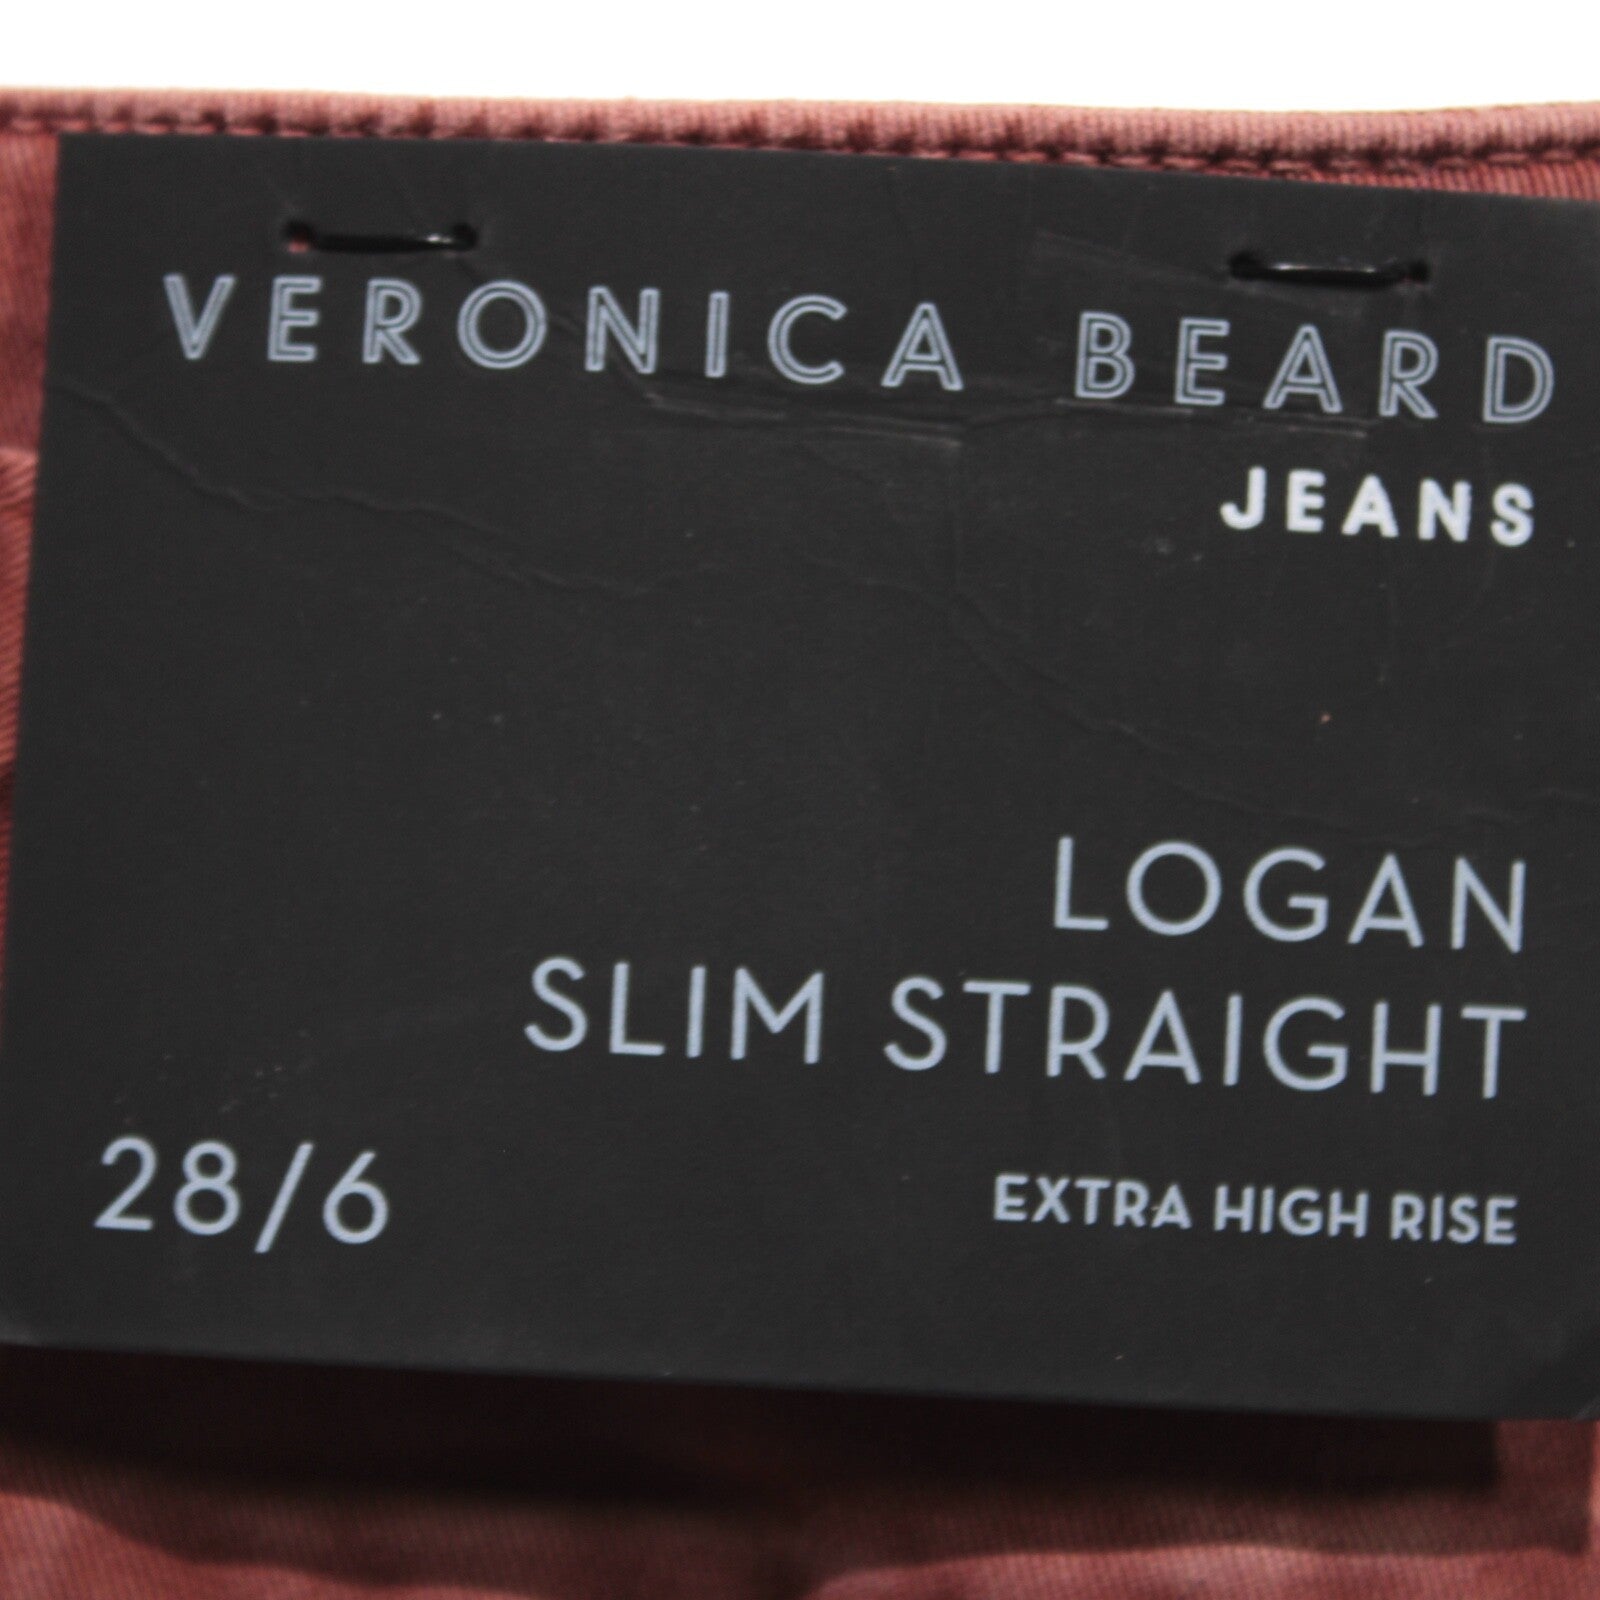 VERONICA BEARD
JEANS
LOGAN
SLIM STRAIGHT
28/6
EXTRA HIGH RISE